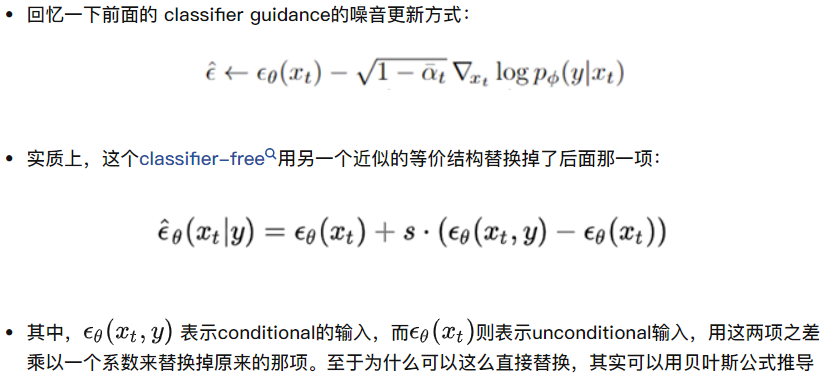 • 回忆一下前面的 classifier guidance的噪音更新方式：
$\hat{\epsilon} \leftarrow \epsilon_\theta(x_t) - \sqrt{1-\bar{\alpha}_t}\,\nabla_{x_t} \log p_\phi(y|x_t)$
• 实质上，这个classifier-free用另一个近似的等价结构替换掉了后面那一项：
$\hat{\epsilon}_\theta(x_t|y) = \epsilon_\theta(x_t) + s \cdot (\epsilon_\theta(x_t, y) - \epsilon_\theta(x_t))$
• 其中，$\epsilon_\theta(x_t, y)$ 表示conditional的输入，而$\epsilon_\theta(x_t)$则表示unconditional输入，用这两项之差
乘以一个系数来替换掉原来的那项。至于为什么可以这么直接替换，其实可以用贝叶斯公式推导